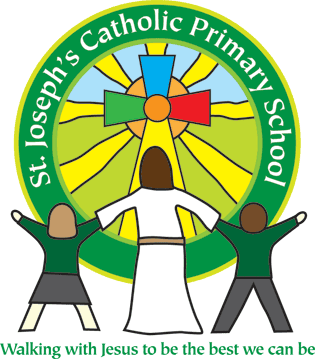 St. Joseph's Catholic Primary School
Walking with Jesus to be the best we can be